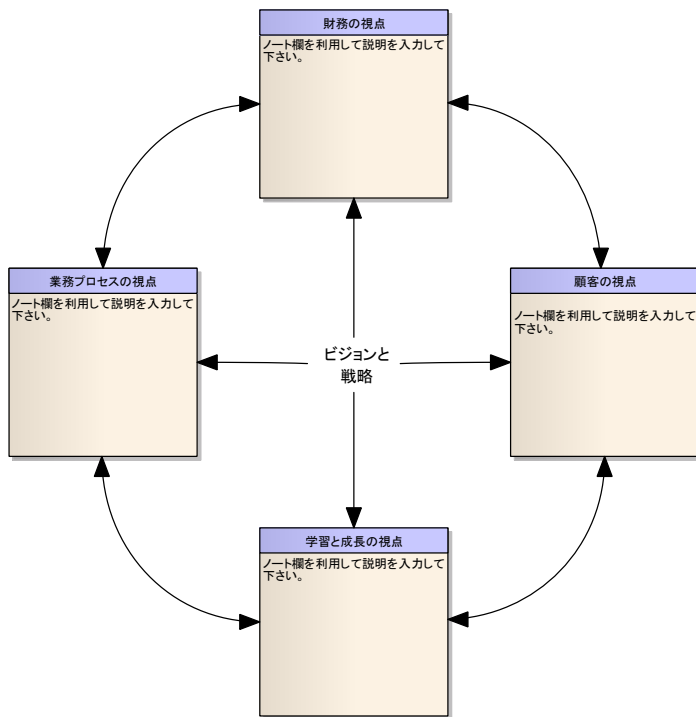 財務の視点
ノート欄を利用して説明を入力して
下さい。
業務プロセスの視点
ノート欄を利用して説明を入力して
下さい。
ビジョンと
戦略
顧客の視点
ノート欄を利用して説明を入力して
下さい。
学習と成長の視点
ノート欄を利用して説明を入力して
下さい。